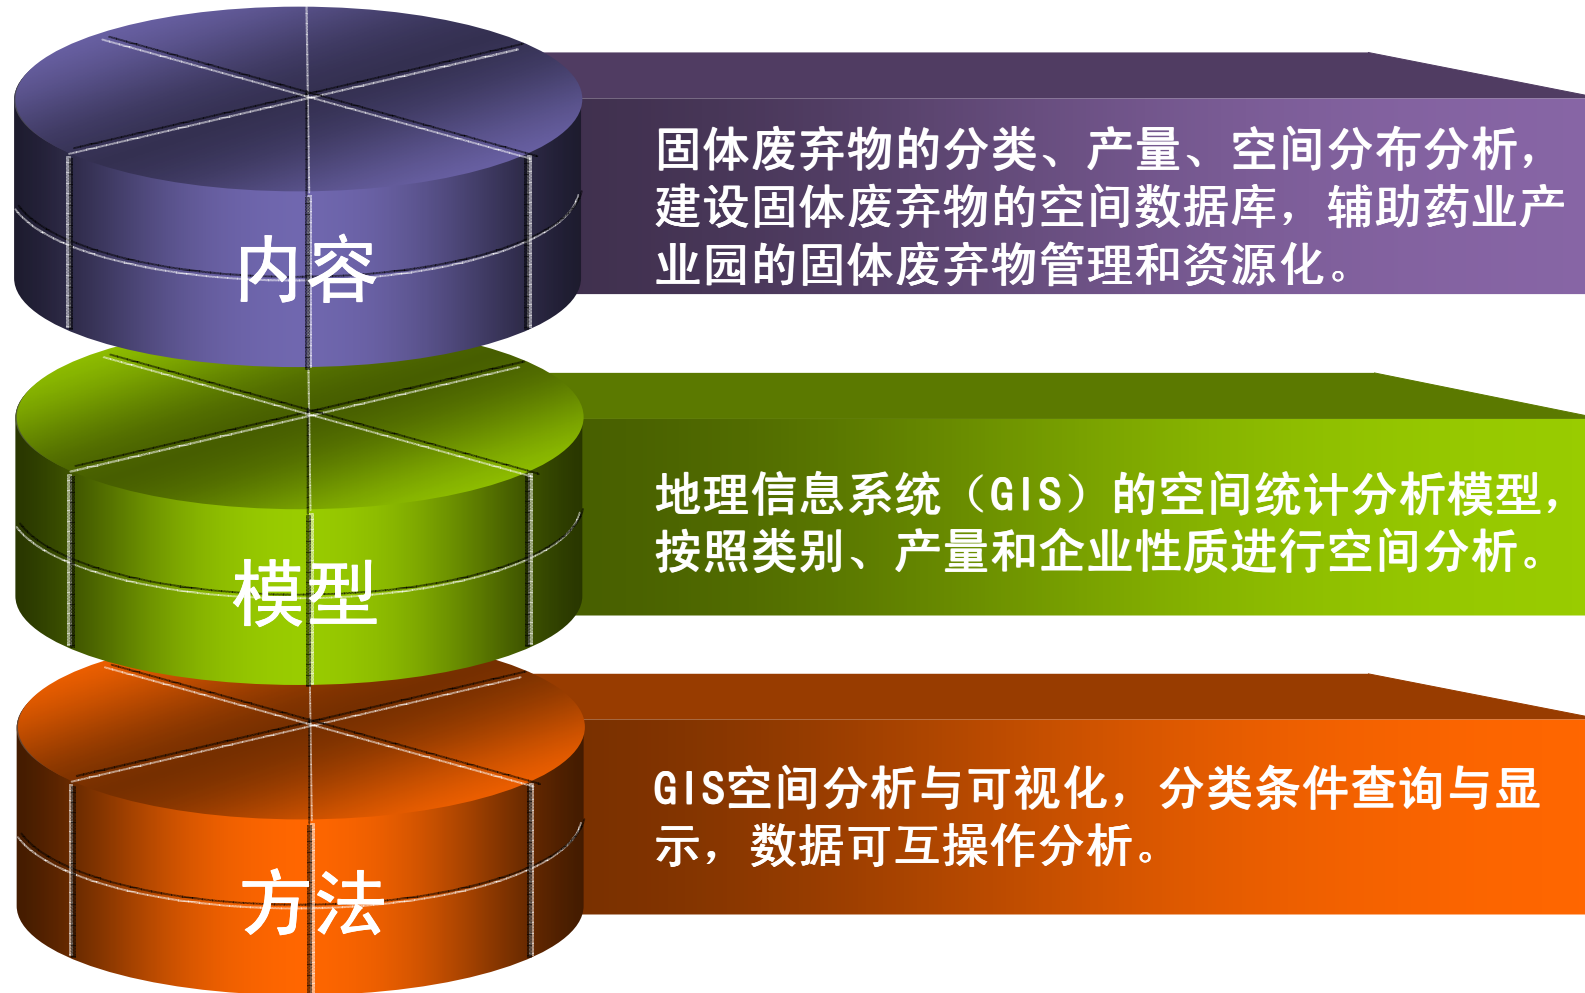 内容
固体废弃物的分类、产量、空间分布分析，
建设固体废弃物的空间数据库，辅助药业产
业园的固体废弃物管理和资源化。
模型
地理信息系统（GIS）的空间统计分析模型，
按照类别、产量和企业性质进行空间分析。
方法
GIS空间分析与可视化，分类条件查询与显
示，数据可互操作分析。